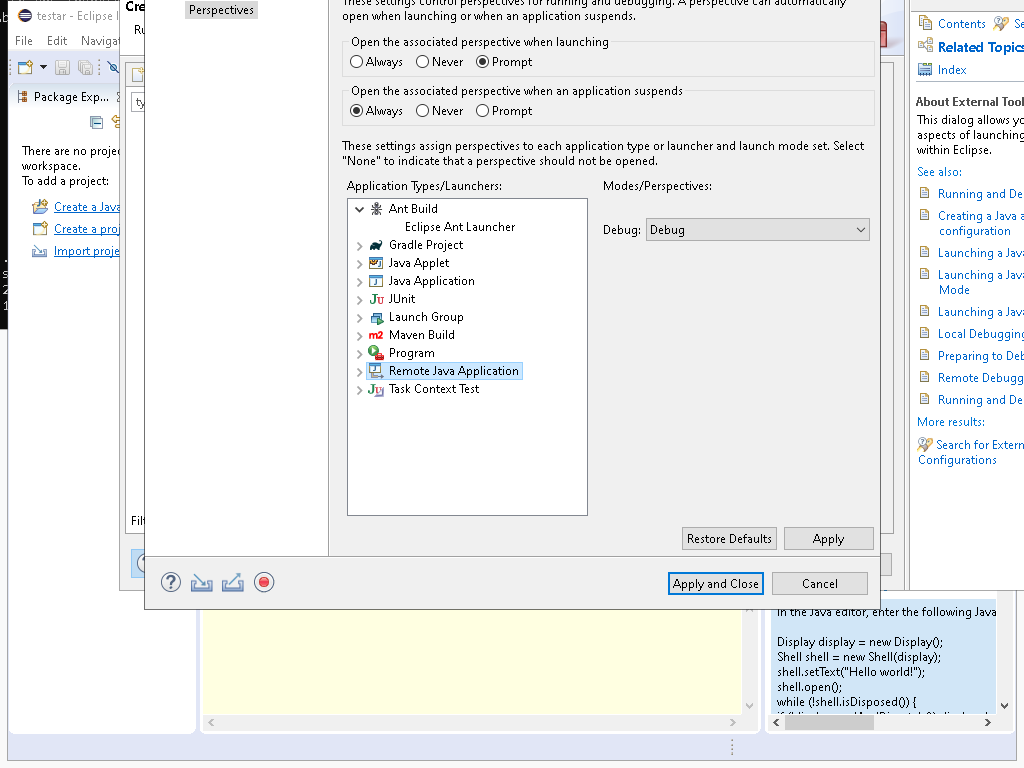 testar - Eclipse I
File Edit Navigat
Package Exp...
There are no proje
workspace.
To add a project:
Create a Java
Create a proj
Import proje
Cre
Ru
ty
Filt
Perspectives
These settings control perspectives for running and debugging. A perspective can automatically
open when launching or when an application suspends.
Open the associated perspective when launching
Always Never Prompt
Open the associated perspective when an application suspends
Always Never Prompt
These settings assign perspectives to each application type or launcher and launch mode set. Select
"None" to indicate that a perspective should not be opened.
Application Types/Launchers:
Modes/Perspectives:
Ant Build
Eclipse Ant Launcher
Gradle Project
Java Applet
Java Application
JUnit
Launch Group
Maven Build
Program
Remote Java Application
Task Context Test
Debug: Debug
Restore Defaults Apply
Apply and Close Cancel
Contents Se
Related Topics
Index
About External Tool
This dialog allows yo
aspects of launching
within Eclipse.
See also:
Running and De
Creating a Java a
configuration
Launching a Java
Launching a Java
Mode
Launching a Java
Local Debugging
Preparing to Deb
Remote Debugg
Running and De
More results:
Search for Extern
Configurations
In the Java editor, enter the following Java
Display display = new Display();
Shell shell = new Shell(display);
shell.setText("Hello world!");
shell.open();
while (!shell.isDisposed()) {